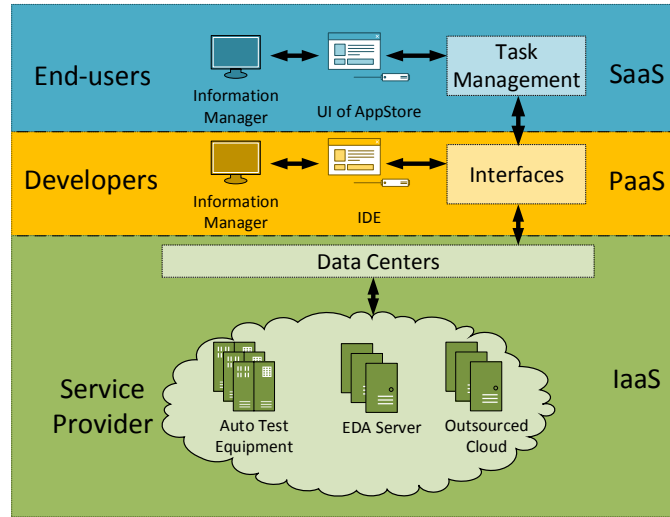 End-users
Information
Manager
UI of AppStore
Task
Management
SaaS
Developers
Information
Manager
IDE
Interfaces
PaaS
Data Centers
Service
Provider
Auto Test
Equipment
EDA Server
Outsourced
Cloud
IaaS